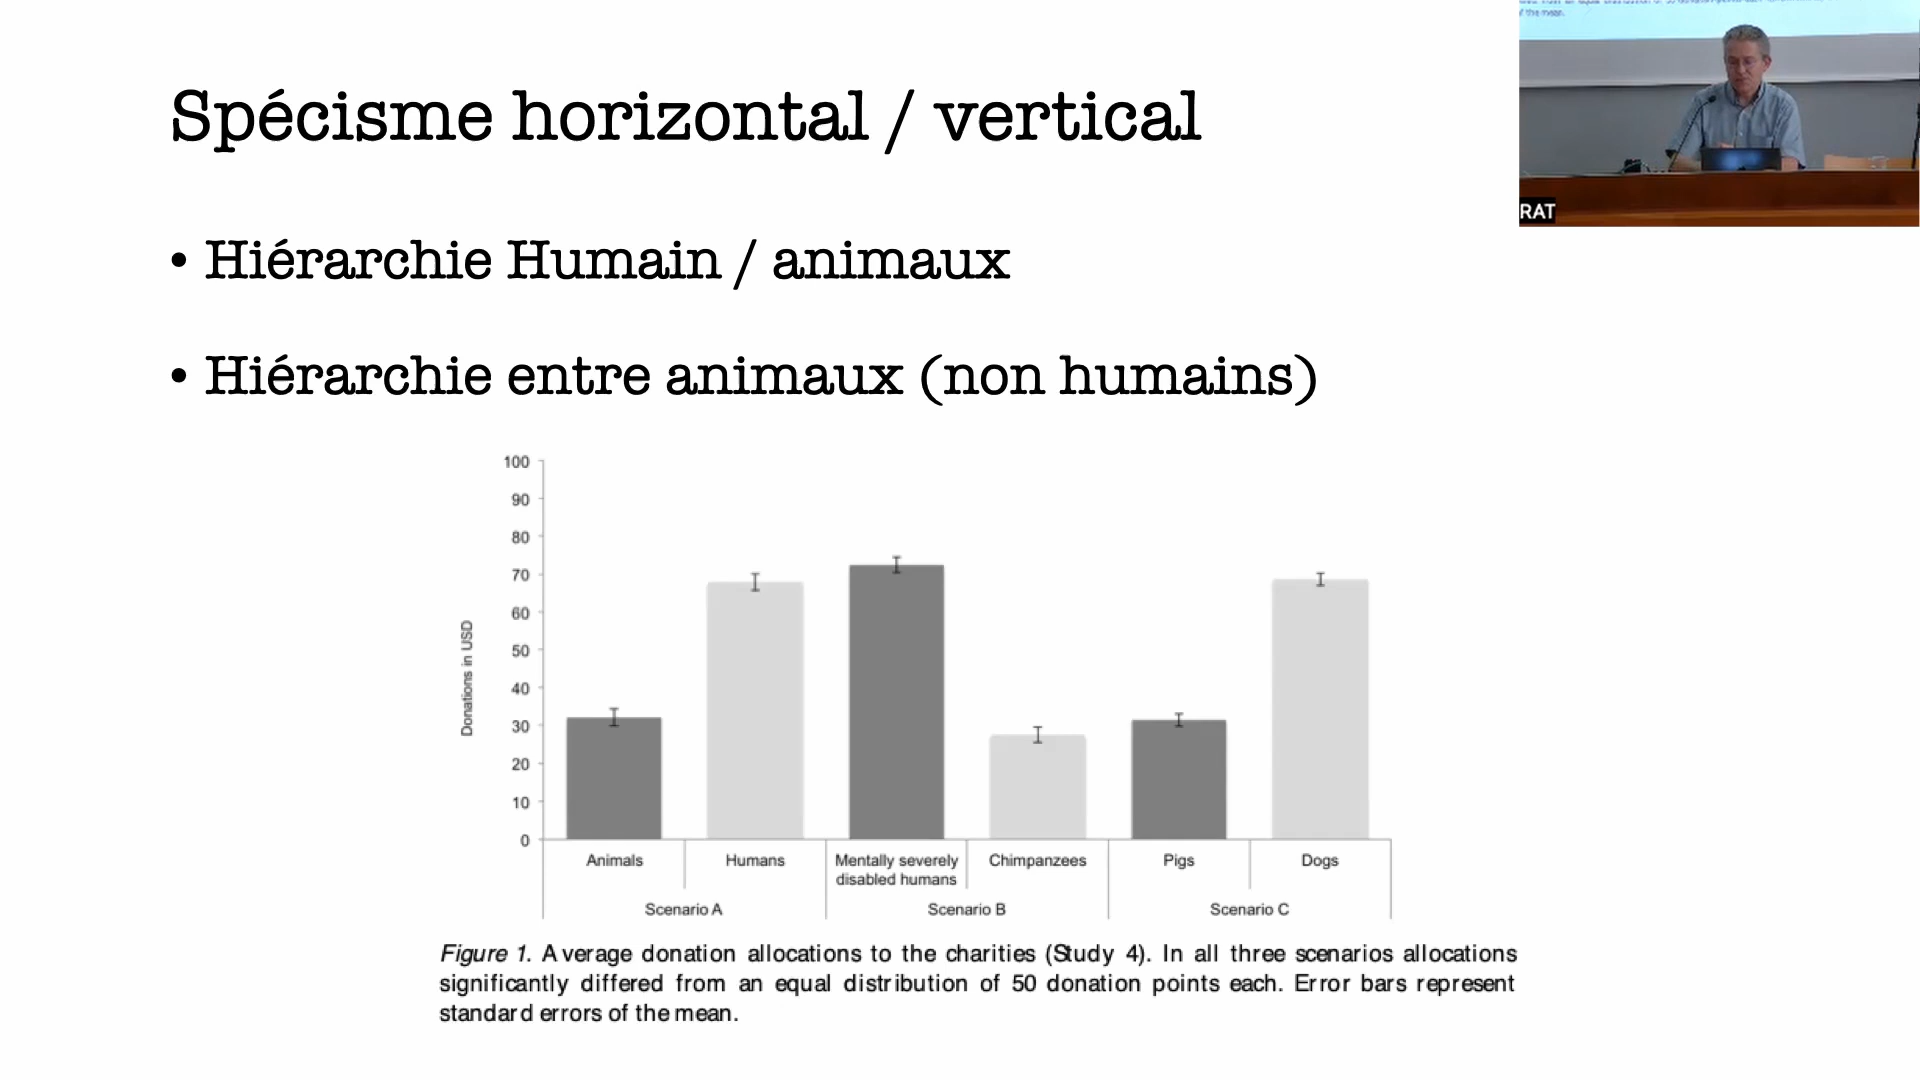 Spécisme horizontal / vertical
• Hiérarchie Humain / animaux
• Hiérarchie entre animaux (non humains)
of the mean.
RAT
100
90
80
70
60
50
40
30
20
10
0
Donations in USD
Animals
Humans
Mentally severely
disabled humans
Chimpanzees
Pigs
Dogs
Scenario A
Scenario B
Scenario C
Figure 1. Average donation allocations to the charities (Study 4). In all three scenarios allocations
significantly differed from an equal distribution of 50 donation points each. Error bars represent
standard errors of the mean.